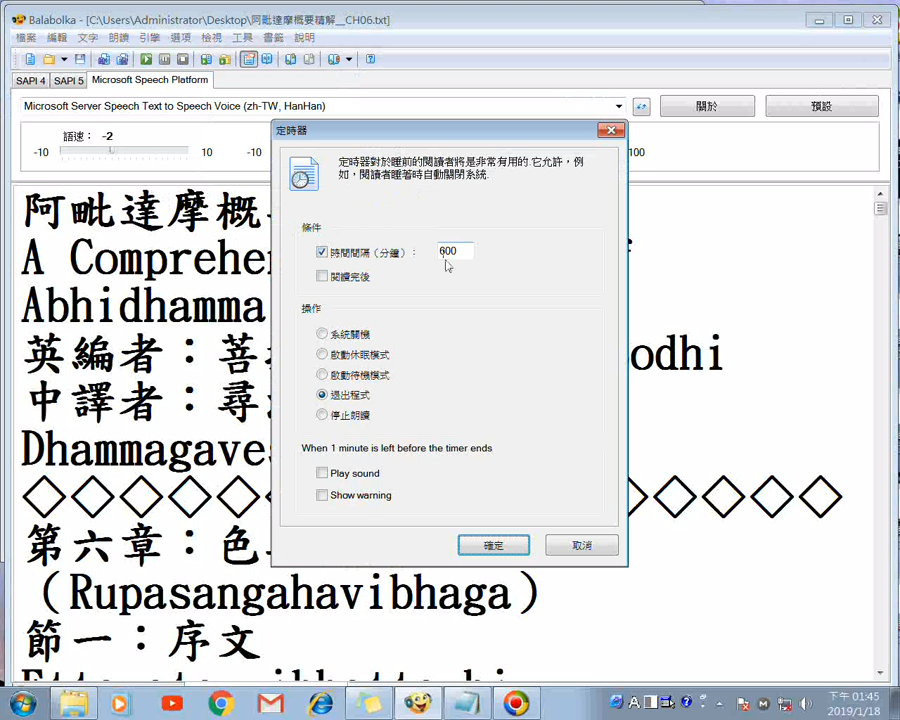 Balabolka - [C:\Users\Administrator\Desktop\阿毗達摩概要精解__CH06.txt]
檔案 編輯 文字 朗讀 引擎 選項 檢視 工具 書籤 說明
SAPI 4 SAPI 5 Microsoft Speech Platform
Microsoft Server Speech Text to Speech Voice (zh-TW, HanHan)
關於 預設
語速： -2
-10 10 -10 100
定時器
定時器對於睡前的閱讀者將是非常有用的.它允許，例
如，閱讀者睡著時自動關閉系統.
條件
時間間隔（分鐘）： 600
閱讀完後
操作
系統關機
啟動休眠模式
啟動待機模式
退出程式
停止朗讀
When 1 minute is left before the timer ends
Play sound
Show warning
確定 取消
阿毗達摩概
A Comprehe
Abhidhamma
英編者：菩 odhi
中譯者：尋
Dhammagaves
第六章：色
（Rupasangahavibhaga）
節一：序文
下午 01:45
2019/1/18